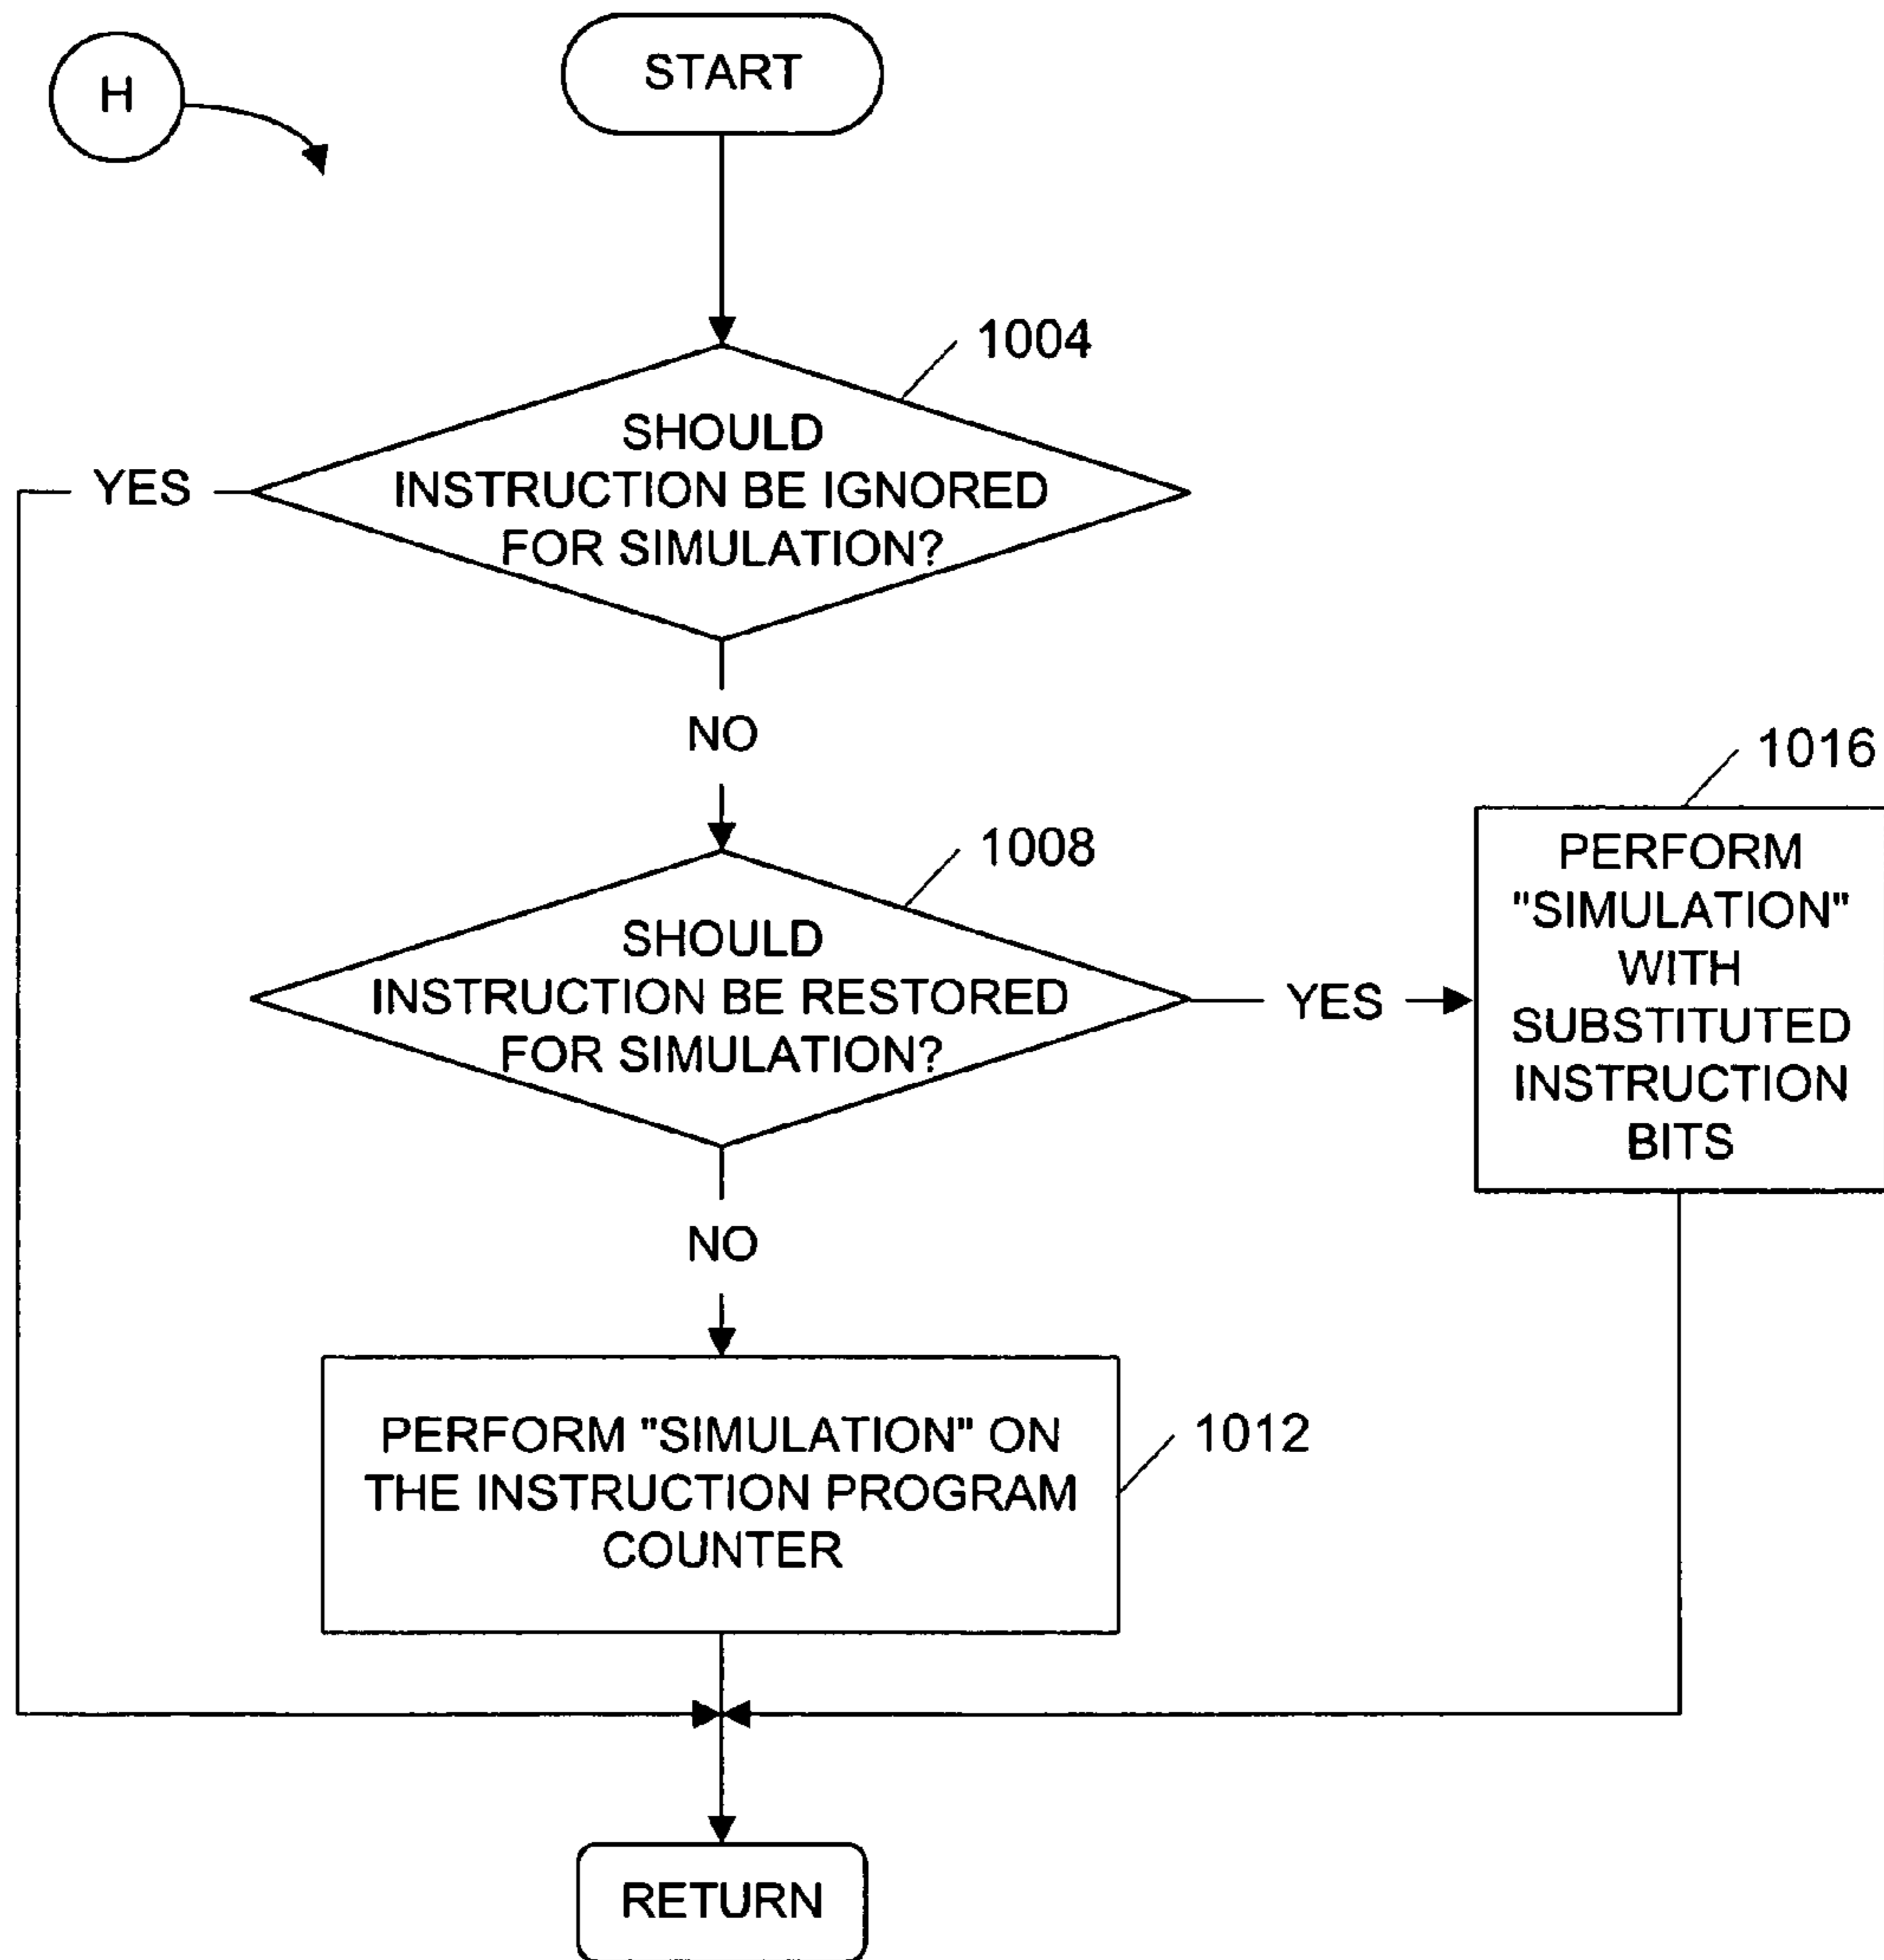 H
START
1004
SHOULD
INSTRUCTION BE IGNORED
FOR SIMULATION?
YES
NO
1008
SHOULD
INSTRUCTION BE RESTORED
FOR SIMULATION?
YES
1016
PERFORM
"SIMULATION"
WITH
SUBSTITUTED
INSTRUCTION
BITS
NO
PERFORM "SIMULATION" ON
THE INSTRUCTION PROGRAM
COUNTER
1012
RETURN